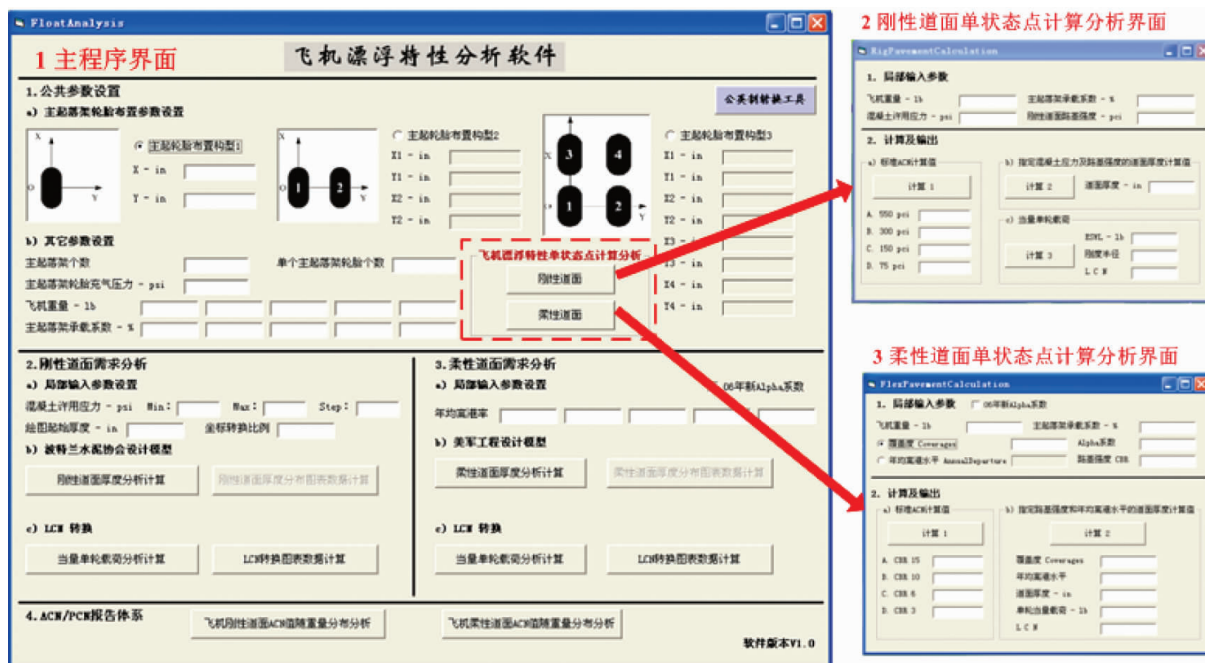 FloatAnalysis
1 主程序界面
飞机漂浮特性分析软件
1.公共参数设置
公英制转换工具
a) 主起落架轮胎布置参数设置
主起轮胎布置构型1
X - in
Y - in
X
Y
O
主起轮胎布置构型2
X1 - in
Y1 - in
X2 - in
Y2 - in
X
1
2
Y
O
主起轮胎布置构型3
X1 - in
Y1 - in
X2 - in
Y2 - in
X3 - in
Y3 - in
X4 - in
Y4 - in
X
3
4
1
2
Y
b) 其它参数设置
主起落架个数
单个主起落架轮胎个数
主起落架轮胎充气压力 - psi
飞机重量 - lb
主起落架承载系数 - %
飞机漂浮特性单状态点计算分析
刚性道面
柔性道面
2.刚性道面需求分析
a) 局部输入参数设置
混凝土许用应力 - psi Min: Max: Step:
绘图起始厚度 - in 坐标转换比例
b) 波特兰水泥协会设计模型
刚性道面厚度分析计算
刚性道面厚度分布图表数据计算
c) LCN 转换
当量单轮载荷分析计算
LCN转换图表数据计算
3.柔性道面需求分析
a) 局部输入参数设置
06年新Alpha系数
年均离港率
b) 美军工程设计模型
柔性道面厚度分析计算
柔性道面厚度分布图表数据计算
c) LCN 转换
当量单轮载荷分析计算
LCN转换图表数据计算
4.ACN/PCN报告体系
飞机刚性道面ACN值随重量分布分析
飞机柔性道面ACN值随重量分布分析
软件版本V1.0
2 刚性道面单状态点计算分析界面
RigPavementCalculation
1. 局部输入参数
飞机重量 - lb
主起落架承载系数 - %
混凝土许用应力 - psi
刚性道面路基强度 - pci
2. 计算及输出
a) 标准ACN计算值
计算 1
A. 550 pci
B. 300 pci
C. 150 pci
D. 75 pci
b) 指定混凝土应力及路基强度的道面厚度计算值
计算 2
道面厚度 - in
c) 当量单轮载荷
计算 3
ESWL - lb
刚度半径
L C N
3 柔性道面单状态点计算分析界面
FlexPavementCalculation
1. 局部输入参数
06年新Alpha系数
飞机重量 - lb
主起落架承载系数 - %
覆盖度 Coverages
Alpha系数
年均离港水平 AnnualDeparture
路基强度 CBR
2. 计算及输出
a) 标准ACN计算值
计算 1
A. CBR 15
B. CBR 10
C. CBR 6
D. CBR 3
b) 指定路基强度和年均离港水平的道面厚度计算值
计算 2
覆盖度 Coverages
年均离港水平
道面厚度 - in
单轮当量载荷 - lb
L C N